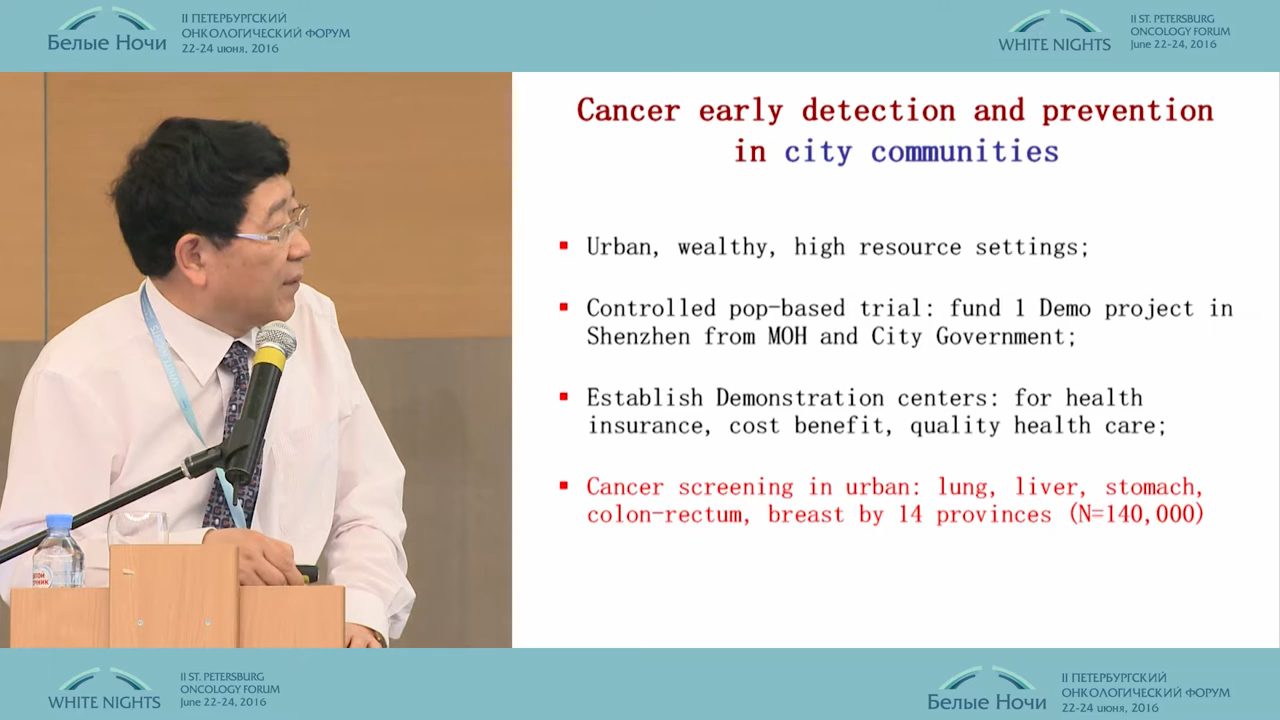 Белые Ночи
II ПЕТЕРБУРГСКИЙ
ОНКОЛОГИЧЕСКИЙ ФОРУМ
22-24 июня, 2016
WHITE NIGHTS
II ST. PETERSBURG
ONCOLOGY FORUM
June 22-24, 2016
Cancer early detection and prevention
in city communities
Urban, wealthy, high resource settings;
Controlled pop-based trial: fund 1 Demo project in
Shenzhen from MOH and City Government;
Establish Demonstration centers: for health
insurance, cost benefit, quality health care;
Cancer screening in urban: lung, liver, stomach,
colon-rectum, breast by 14 provinces (N=140,000)
WHITE NIGHTS
II ST. PETERSBURG
ONCOLOGY FORUM
June 22-24, 2016
Белые Ночи
II ПЕТЕРБУРГСКИЙ
ОНКОЛОГИЧЕСКИЙ ФОРУМ
22-24 июня, 2016